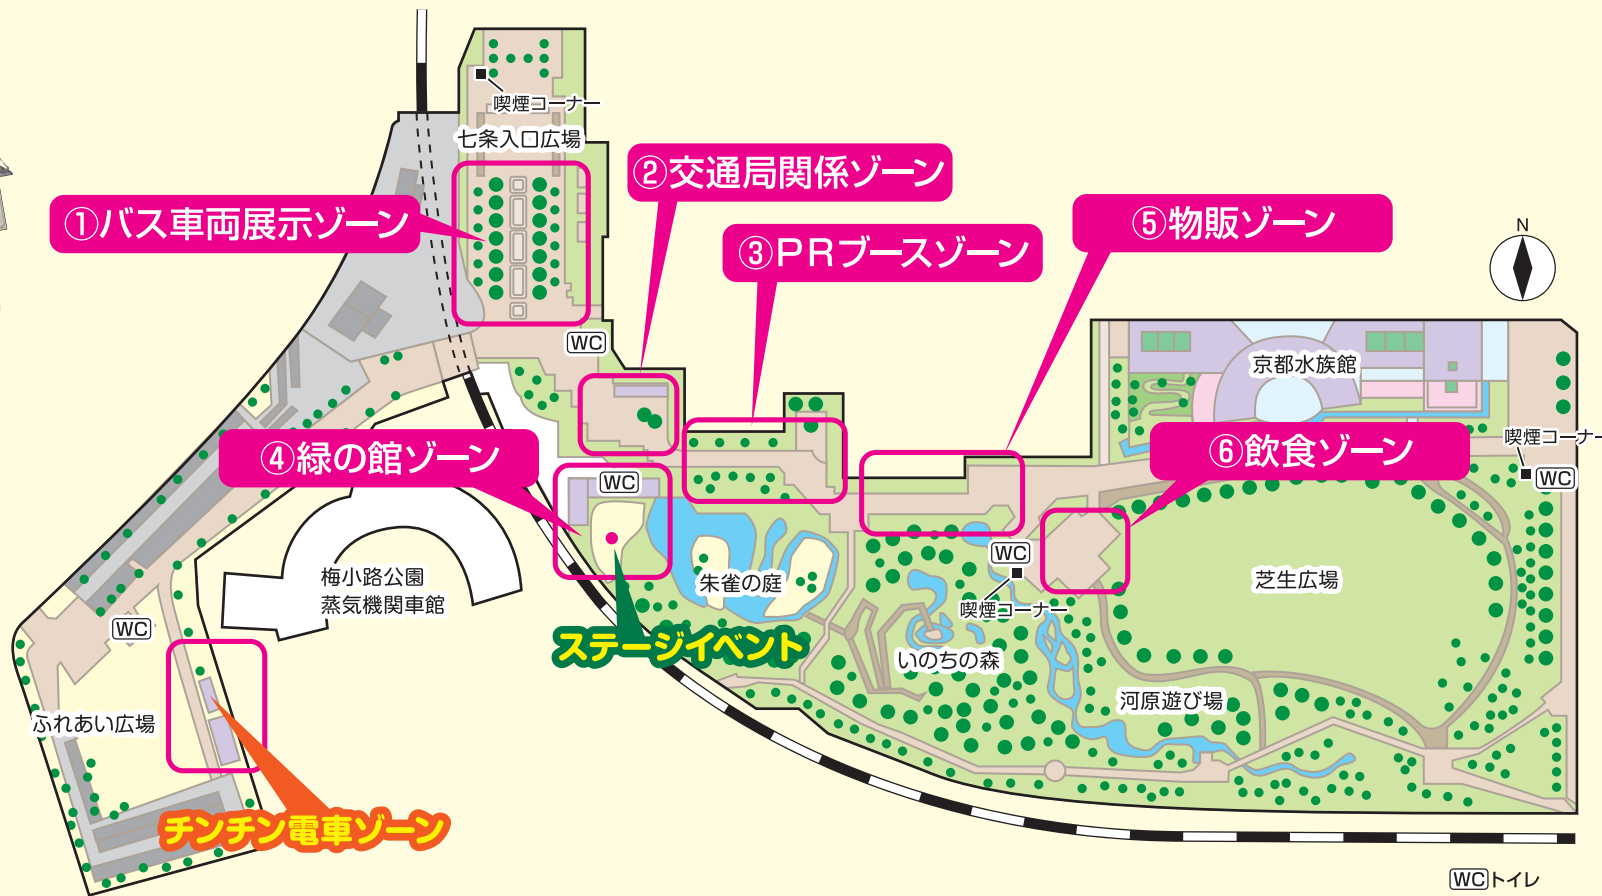 喫煙コーナー
七条入口広場
②交通局関係ゾーン
①バス車両展示ゾーン
⑤物販ゾーン
③PRブースゾーン
N
WC
京都水族館
④緑の館ゾーン
⑥飲食ゾーン
喫煙コーナー
WC
WC
WC
梅小路公園
蒸気機関車館
朱雀の庭
芝生広場
喫煙コーナー
WC
ステージイベント
いのちの森
河原遊び場
ふれあい広場
チンチン電車ゾーン
WCトイレ